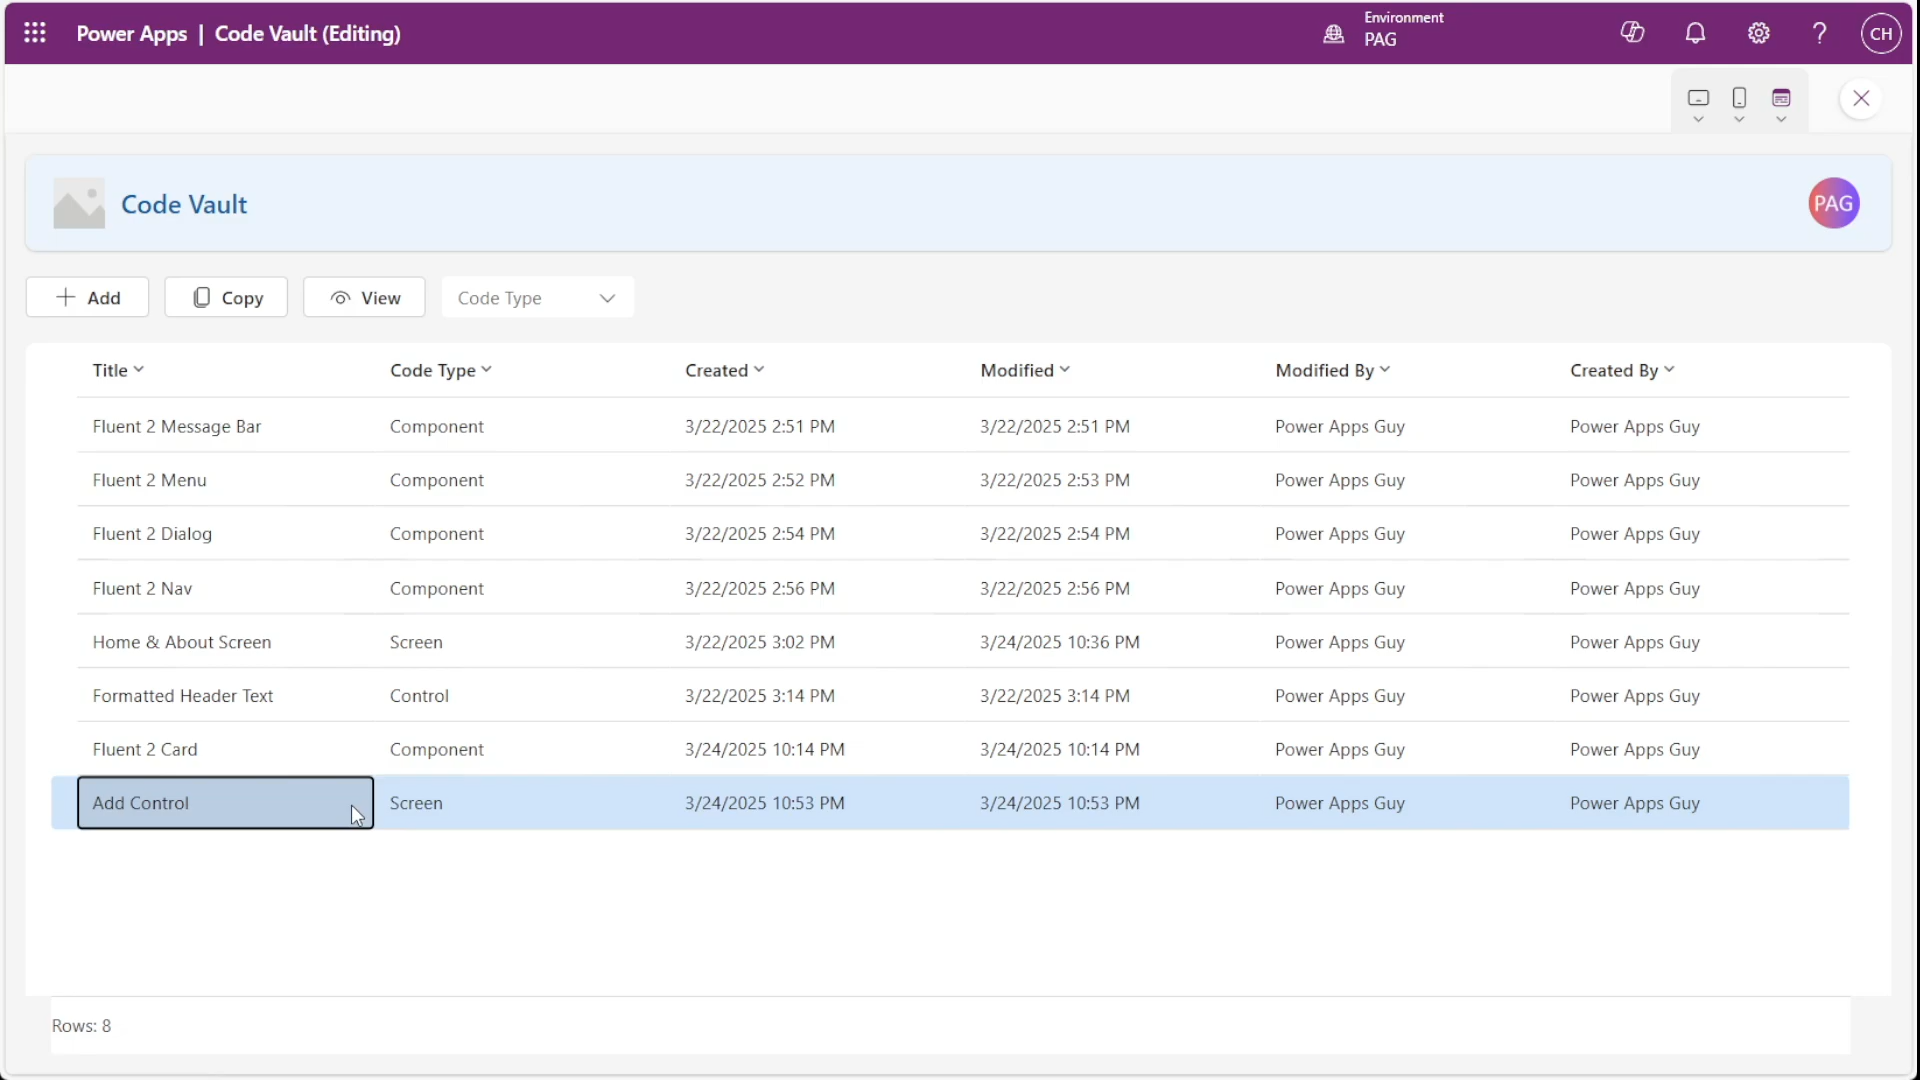 Power Apps | Code Vault (Editing)
Environment
PAG
CH
Code Vault
PAG
Add
Copy
View
Code Type
Title Code Type Created Modified Modified By Created By
Fluent 2 Message Bar Component 3/22/2025 2:51 PM 3/22/2025 2:51 PM Power Apps Guy Power Apps Guy
Fluent 2 Menu Component 3/22/2025 2:52 PM 3/22/2025 2:53 PM Power Apps Guy Power Apps Guy
Fluent 2 Dialog Component 3/22/2025 2:54 PM 3/22/2025 2:54 PM Power Apps Guy Power Apps Guy
Fluent 2 Nav Component 3/22/2025 2:56 PM 3/22/2025 2:56 PM Power Apps Guy Power Apps Guy
Home & About Screen Screen 3/22/2025 3:02 PM 3/24/2025 10:36 PM Power Apps Guy Power Apps Guy
Formatted Header Text Control 3/22/2025 3:14 PM 3/22/2025 3:14 PM Power Apps Guy Power Apps Guy
Fluent 2 Card Component 3/24/2025 10:14 PM 3/24/2025 10:14 PM Power Apps Guy Power Apps Guy
Add Control Screen 3/24/2025 10:53 PM 3/24/2025 10:53 PM Power Apps Guy Power Apps Guy
Rows: 8